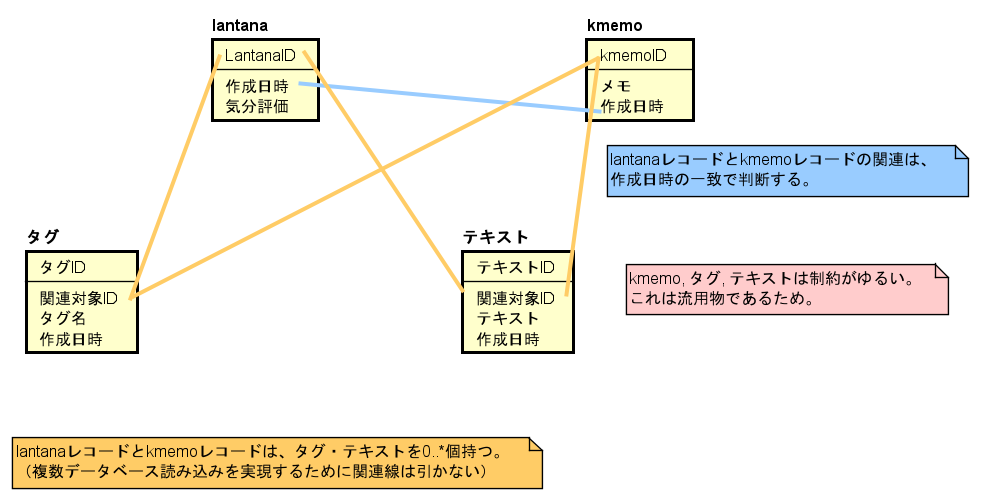 lantana
LantanaID
作成日時
気分評価
kmemo
kmemoID
メモ
作成日時
lantanaレコードとkmemoレコードの関連は、
作成日時の一致で判断する。
タグ
タグID
関連対象ID
タグ名
作成日時
テキスト
テキストID
関連対象ID
テキスト
作成日時
kmemo, タグ, テキストは制約がゆるい。
これは流用物であるため。
lantanaレコードとkmemoレコードは、タグ・テキストを0..*個持つ。
（複数データベース読み込みを実現するために関連線は引かない）